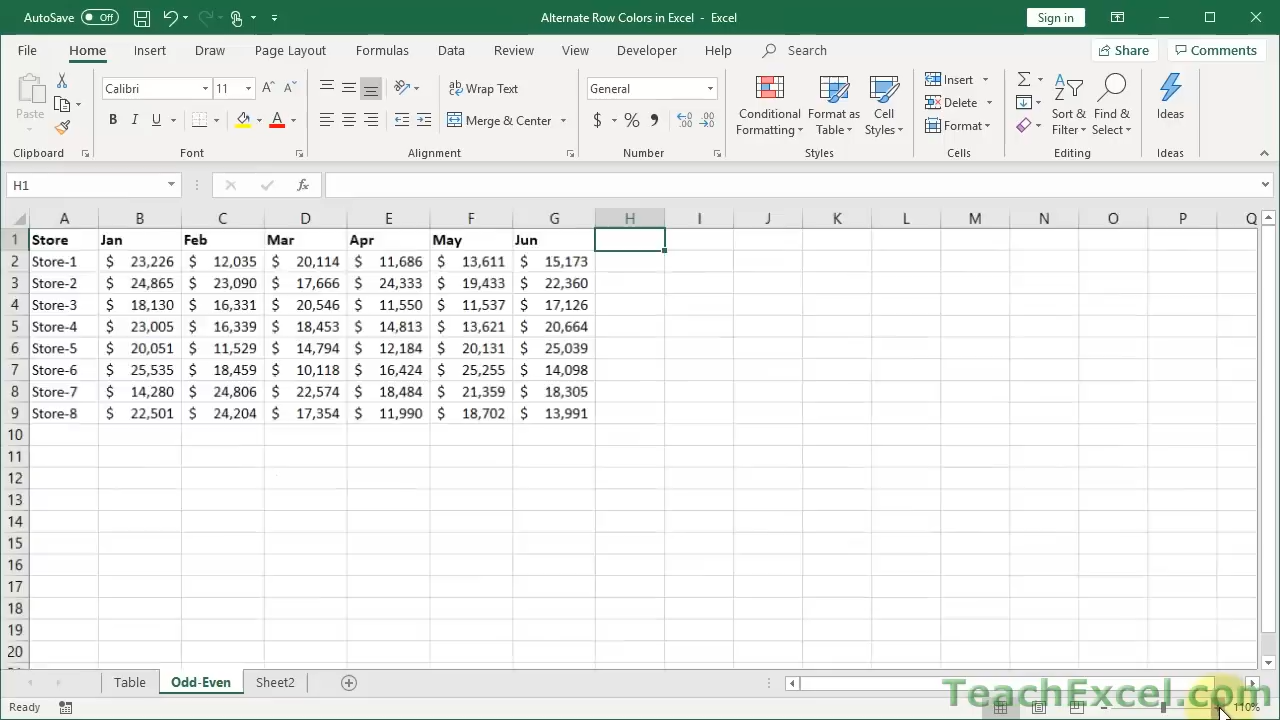 AutoSave Off Alternate Row Colors in Excel - Excel Sign in
File Home Insert Draw Page Layout Formulas Data Review View Developer Help Search Share Comments
Paste
Clipboard
Calibri 11
B I U A
Font
ab Wrap Text
Merge & Center
Alignment
General
$ % ,
Number
Conditional Formatting
Format as Table
Cell Styles
Styles
Insert
Delete
Format
Cells
Sort & Filter
Find & Select
Editing
Ideas
Ideas
H1 fx
A B C D E F G H I J K L M N O P Q
1 Store Jan Feb Mar Apr May Jun
2 Store-1 $ 23,226 $ 12,035 $ 20,114 $ 11,686 $ 13,611 $ 15,173
3 Store-2 $ 24,865 $ 23,090 $ 17,666 $ 24,333 $ 19,433 $ 22,360
4 Store-3 $ 18,130 $ 16,331 $ 20,546 $ 11,550 $ 11,537 $ 17,126
5 Store-4 $ 23,005 $ 16,339 $ 18,453 $ 14,813 $ 13,621 $ 20,664
6 Store-5 $ 20,051 $ 11,529 $ 14,794 $ 12,184 $ 20,131 $ 25,039
7 Store-6 $ 25,535 $ 18,459 $ 10,118 $ 16,424 $ 25,255 $ 14,098
8 Store-7 $ 14,280 $ 24,806 $ 22,574 $ 18,484 $ 21,359 $ 18,305
9 Store-8 $ 22,501 $ 24,204 $ 17,354 $ 11,990 $ 18,702 $ 13,991
10
11
12
13
14
15
16
17
18
19
20
Table Odd-Even Sheet2
TeachExcel.com
Ready 110%